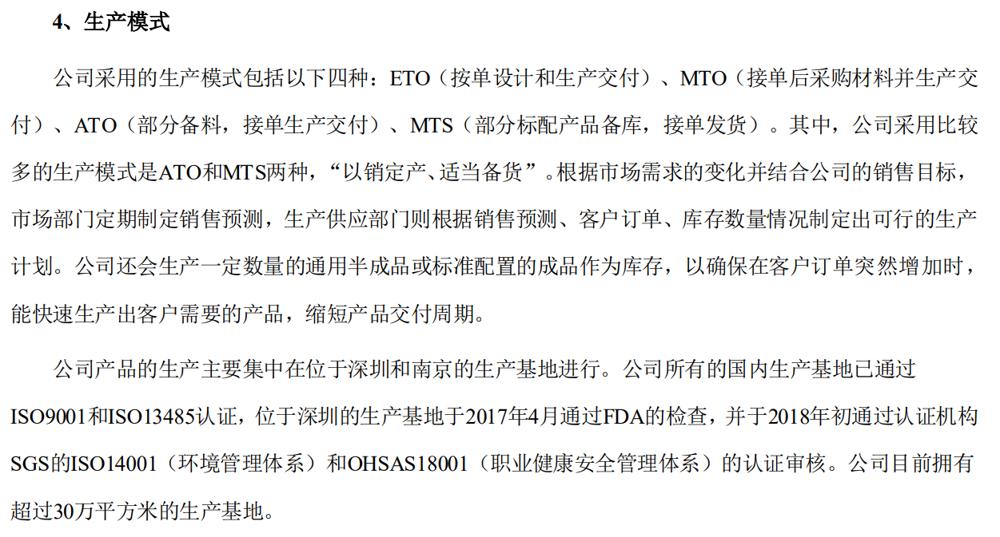 4、生产模式
公司采用的生产模式包括以下四种：ETO（按单设计和生产交付）、MTO（接单后采购材料并生产交
付）、ATO（部分备料，接单生产交付）、MTS（部分标配产品备库，接单发货）。其中，公司采用比较
多的生产模式是ATO和MTS两种，“以销定产、适当备货”。根据市场需求的变化并结合公司的销售目标，
市场部门定期制定销售预测，生产供应部门则根据销售预测、客户订单、库存数量情况制定出可行的生产
计划。公司还会生产一定数量的通用半成品或标准配置的成品作为库存，以确保在客户订单突然增加时，
能快速生产出客户需要的产品，缩短产品交付周期。
公司产品的生产主要集中在位于深圳和南京的生产基地进行。公司所有的国内生产基地已通过
ISO9001和ISO13485认证，位于深圳的生产基地于2017年4月通过FDA的检查，并于2018年初通过认证机构
SGS的ISO14001（环境管理体系）和OHSAS18001（职业健康安全管理体系）的认证审核。公司目前拥有
超过30万平方米的生产基地。